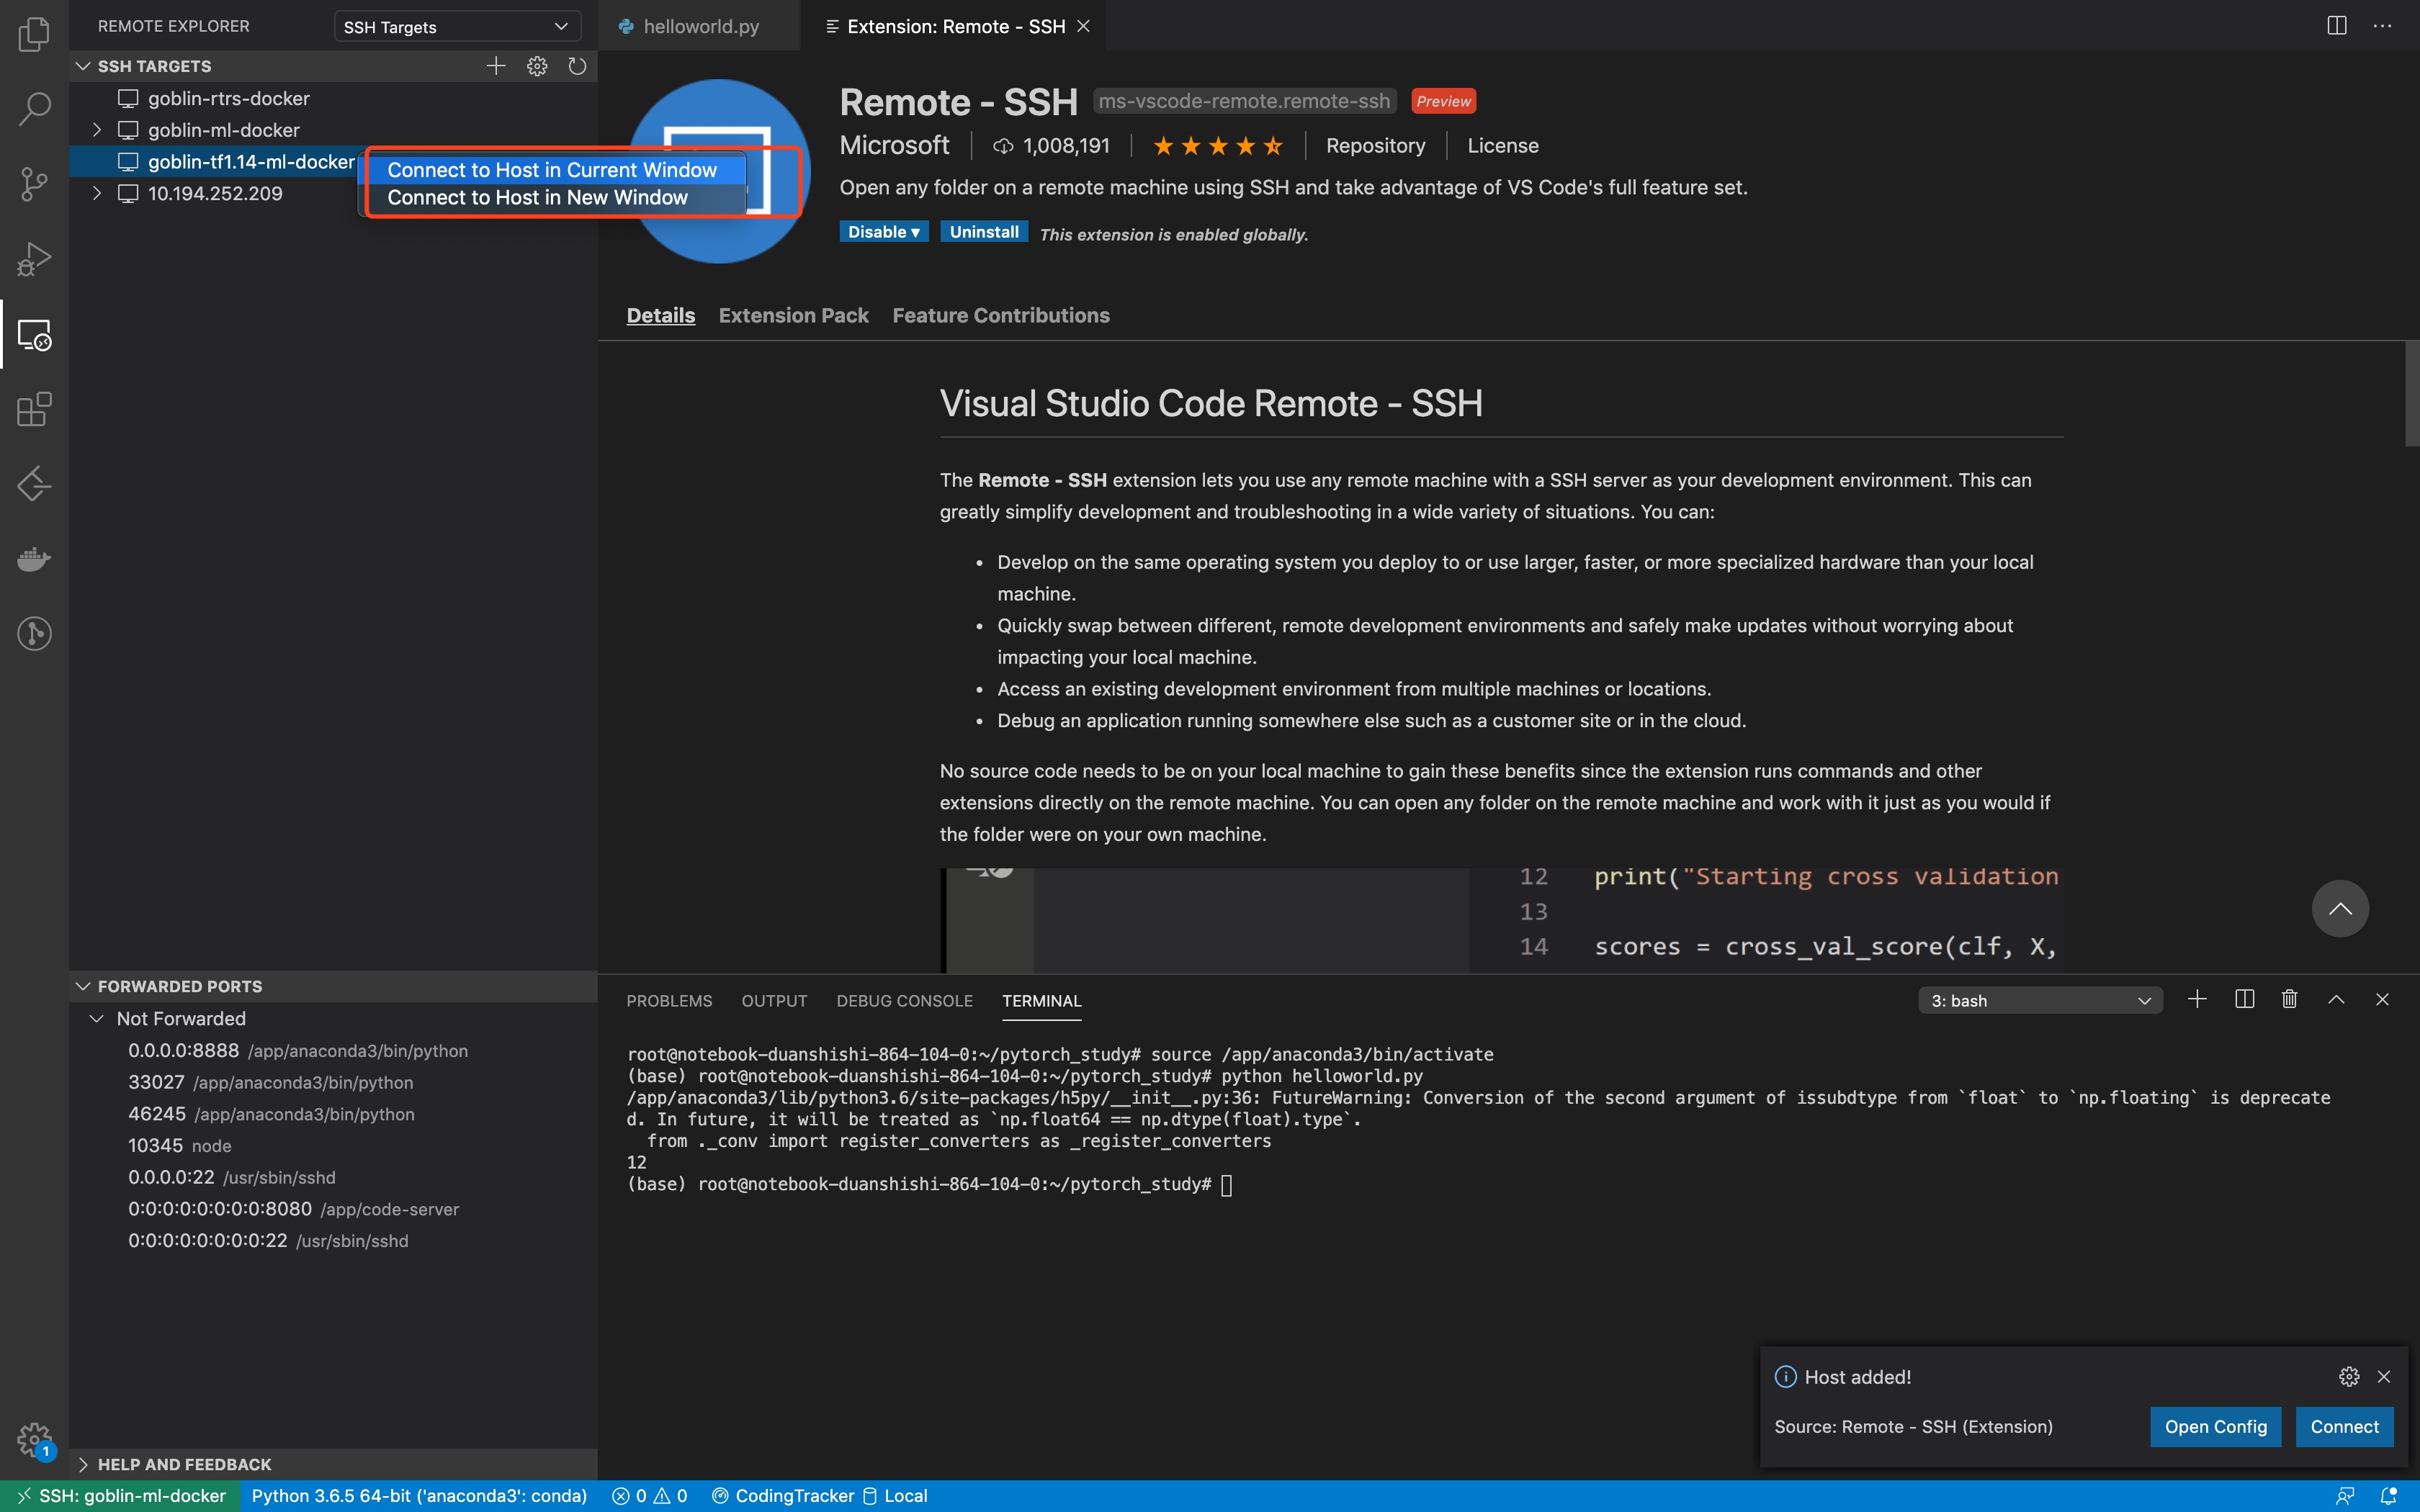 REMOTE EXPLORER
SSH Targets
SSH TARGETS
goblin-rtrs-docker
goblin-ml-docker
goblin-tf1.14-ml-docker
10.194.252.209
Connect to Host in Current Window
Connect to Host in New Window
helloworld.py
Extension: Remote - SSH
Remote - SSH
ms-vscode-remote.remote-ssh
Preview
Microsoft
1,008,191
Repository
License
Open any folder on a remote machine using SSH and take advantage of VS Code's full feature set.
Disable ▾
Uninstall
This extension is enabled globally.
Details
Extension Pack
Feature Contributions
Visual Studio Code Remote - SSH
The Remote - SSH extension lets you use any remote machine with a SSH server as your development environment. This can
greatly simplify development and troubleshooting in a wide variety of situations. You can:
• Develop on the same operating system you deploy to or use larger, faster, or more specialized hardware than your local
machine.
• Quickly swap between different, remote development environments and safely make updates without worrying about
impacting your local machine.
• Access an existing development environment from multiple machines or locations.
• Debug an application running somewhere else such as a customer site or in the cloud.
No source code needs to be on your local machine to gain these benefits since the extension runs commands and other
extensions directly on the remote machine. You can open any folder on the remote machine and work with it just as you would if
the folder were on your own machine.
12 print("Starting cross validation
13
14 scores = cross_val_score(clf, X,
FORWARDED PORTS
Not Forwarded
0.0.0.0:8888 /app/anaconda3/bin/python
33027 /app/anaconda3/bin/python
46245 /app/anaconda3/bin/python
10345 node
0.0.0.0:22 /usr/sbin/sshd
0:0:0:0:0:0:0:0:8080 /app/code-server
0:0:0:0:0:0:0:0:22 /usr/sbin/sshd
HELP AND FEEDBACK
PROBLEMS
OUTPUT
DEBUG CONSOLE
TERMINAL
3: bash
root@notebook-duanshishi-864-104-0:~/pytorch_study# source /app/anaconda3/bin/activate
(base) root@notebook-duanshishi-864-104-0:~/pytorch_study# python helloworld.py
/app/anaconda3/lib/python3.6/site-packages/h5py/__init__.py:36: FutureWarning: Conversion of the second argument of issubdtype from `float` to `np.floating` is deprecate
d. In future, it will be treated as `np.float64 == np.dtype(float).type`.
from ._conv import register_converters as _register_converters
12
(base) root@notebook-duanshishi-864-104-0:~/pytorch_study#
Host added!
Source: Remote - SSH (Extension)
Open Config
Connect
1
SSH: goblin-ml-docker
Python 3.6.5 64-bit ('anaconda3': conda)
0
0
CodingTracker
Local